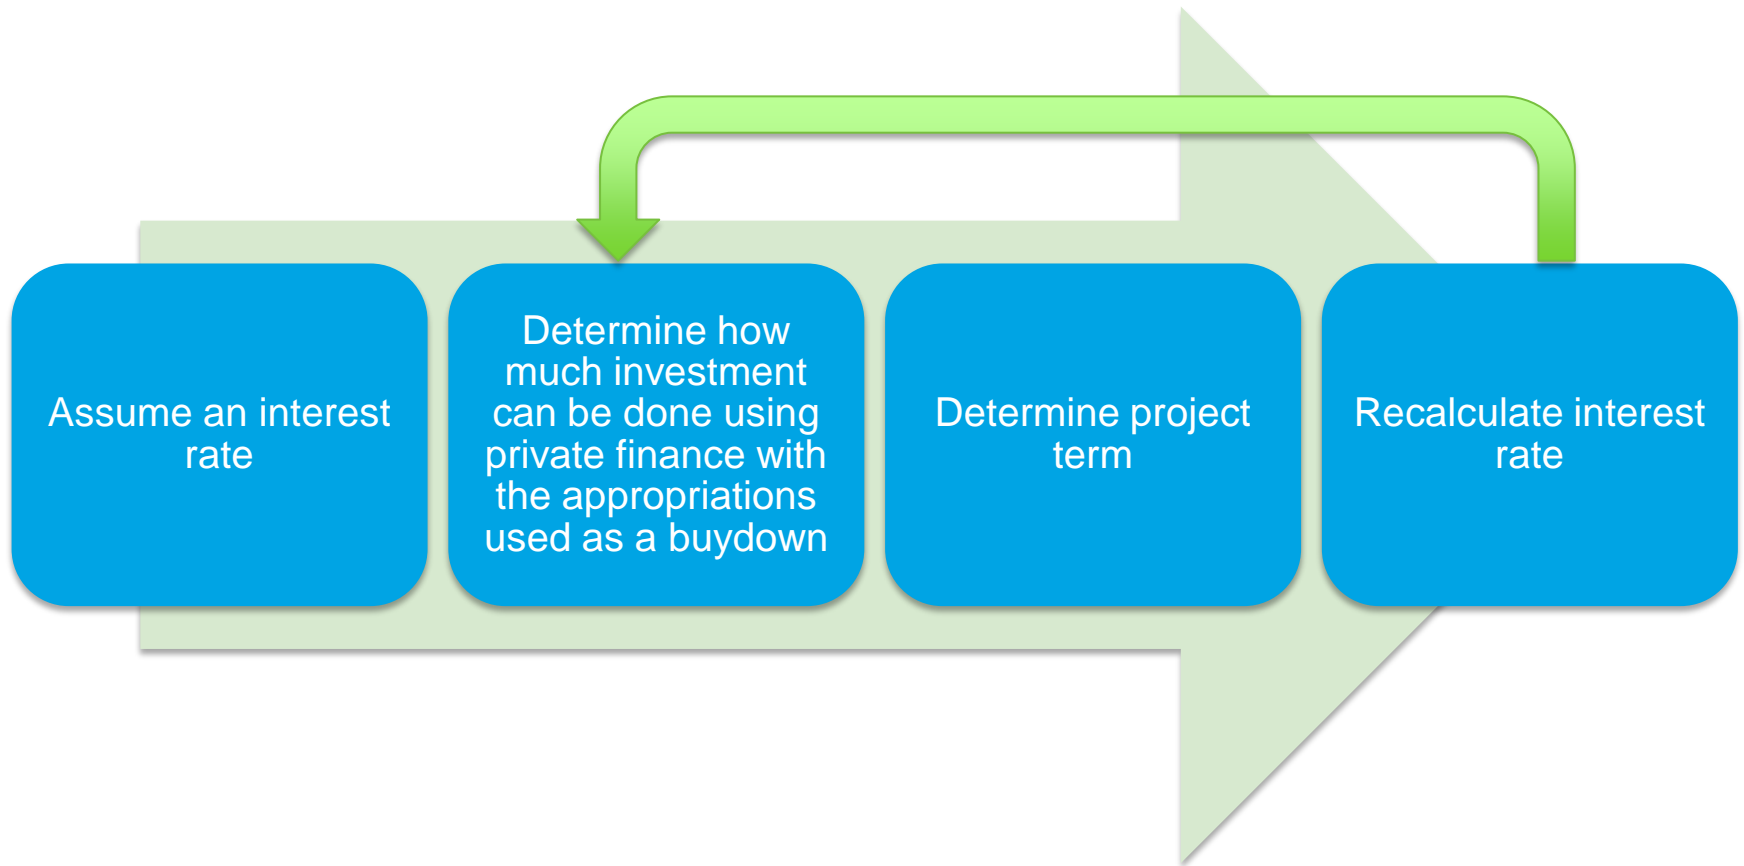 Assume an interest
rate
Determine how
much investment
can be done using
private finance with
the appropriations
used as a buydown
Determine project
term
Recalculate interest
rate